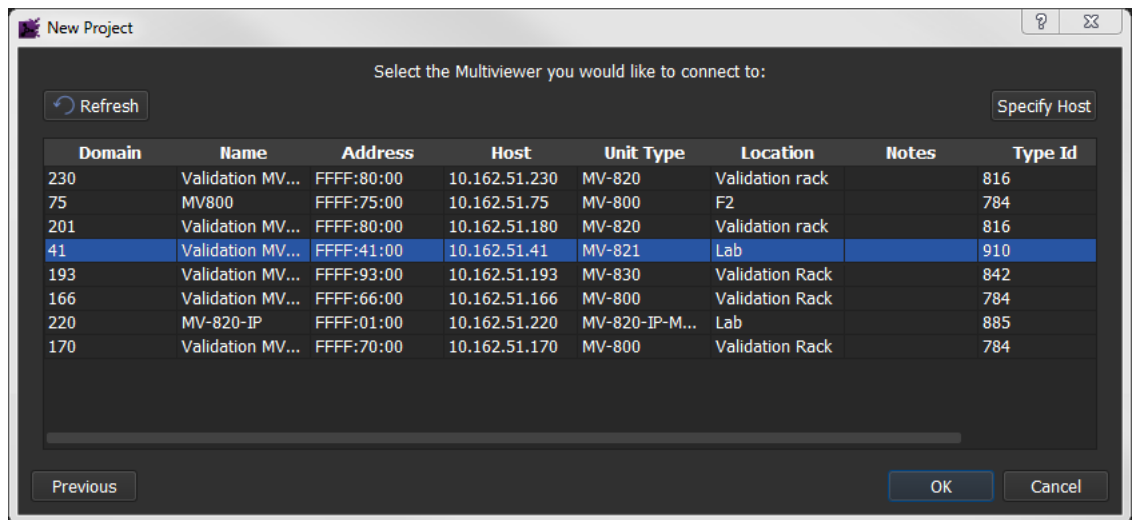 New Project
Select the Multiviewer you would like to connect to:
Refresh
Specify Host
Domain Name Address Host Unit Type Location Notes Type Id
230 Validation MV... FFFF:80:00 10.162.51.230 MV-820 Validation rack 816
75 MV800 FFFF:75:00 10.162.51.75 MV-800 F2 784
201 Validation MV... FFFF:80:00 10.162.51.180 MV-820 Validation rack 816
41 Validation MV... FFFF:41:00 10.162.51.41 MV-821 Lab 910
193 Validation MV... FFFF:93:00 10.162.51.193 MV-830 Validation Rack 842
166 Validation MV... FFFF:66:00 10.162.51.166 MV-800 Validation Rack 784
220 MV-820-IP FFFF:01:00 10.162.51.220 MV-820-IP-M... Lab 885
170 Validation MV... FFFF:70:00 10.162.51.170 MV-800 Validation Rack 784
Previous OK Cancel